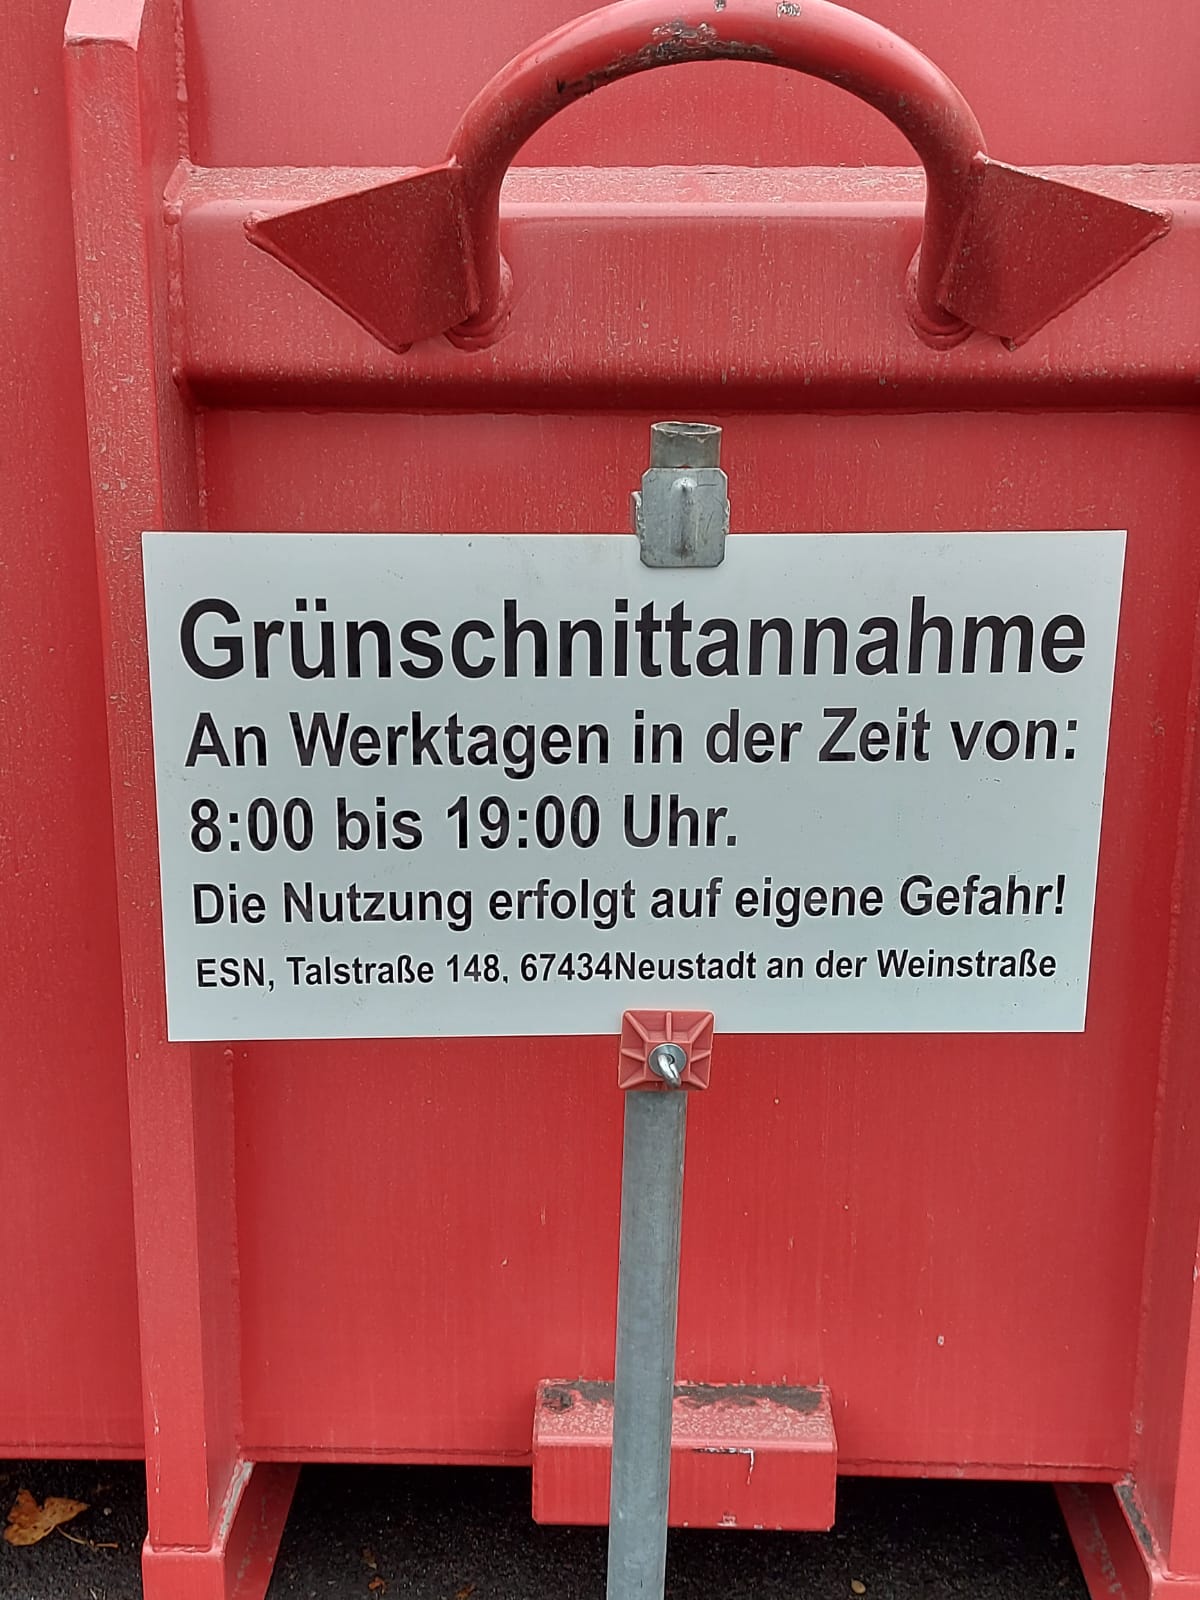 Grünschnittannahme
An Werktagen in der Zeit von:
8:00 bis 19:00 Uhr.
Die Nutzung erfolgt auf eigene Gefahr!
ESN, Talstraße 148, 67434Neustadt an der Weinstraße